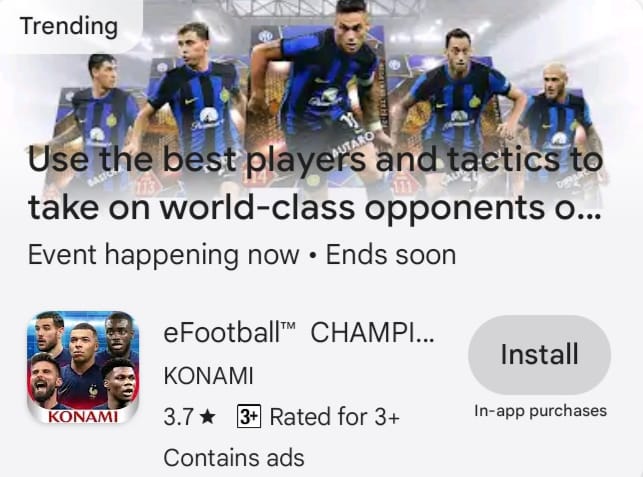 Trending
Use the best players and tactics to
take on world-class opponents o...
Event happening now • Ends soon
eFootball™ CHAMPI...
KONAMI
KONAMI
3.7★ 3+ Rated for 3+
Contains ads
Install
In-app purchases